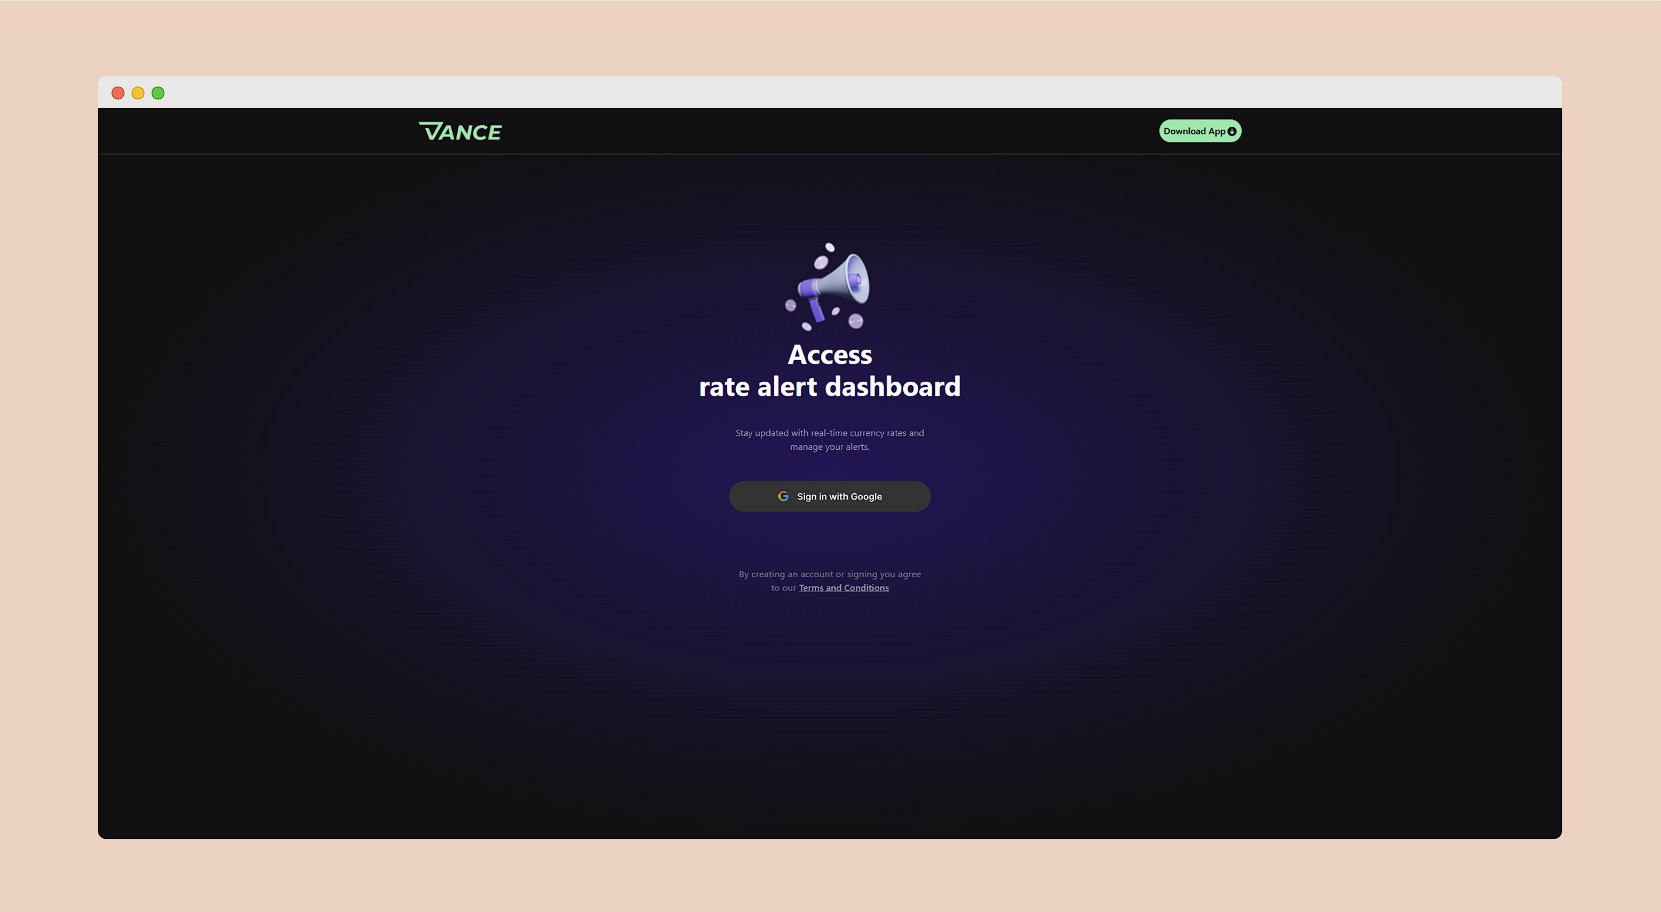 VANCE
Download App
Access
rate alert dashboard
Stay updated with real-time currency rates and
manage your alerts.
Sign in with Google
By creating an account or signing you agree
to our Terms and Conditions